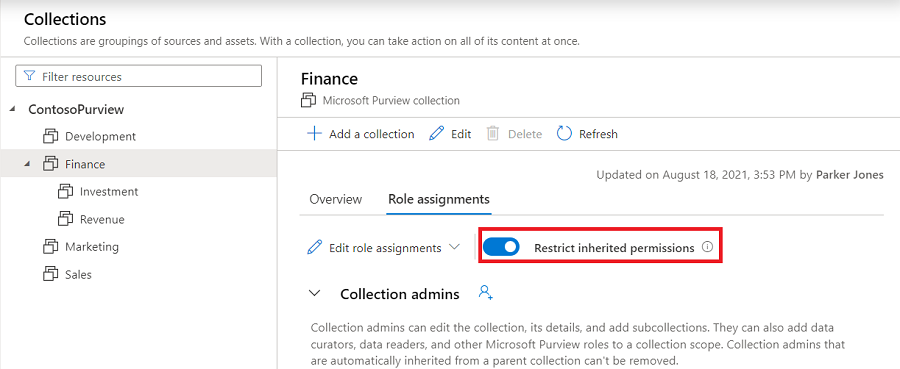 Collections
Collections are groupings of sources and assets. With a collection, you can take action on all of its content at once.
Filter resources
ContosoPurview
Development
Finance
Investment
Revenue
Marketing
Sales
Finance
Microsoft Purview collection
Add a collection Edit Delete Refresh
Updated on August 18, 2021, 3:53 PM by Parker Jones
Overview Role assignments
Edit role assignments Restrict inherited permissions
Collection admins
Collection admins can edit the collection, its details, and add subcollections. They can also add data
curators, data readers, and other Microsoft Purview roles to a collection scope. Collection admins that
are automatically inherited from a parent collection can't be removed.